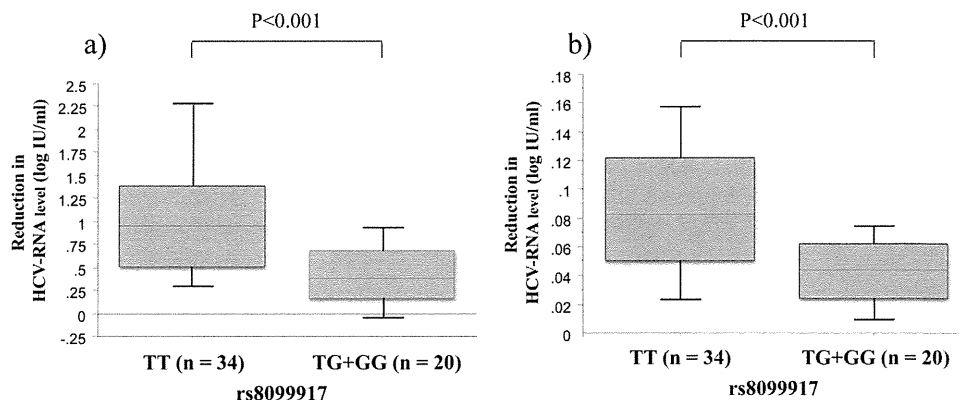 a)
P<0.001
Reduction in
HCV-RNA level (log IU/ml)
2.5
2.25
2
1.75
1.5
1.25
1
.75
.5
.25
0
-.25
TT (n = 34)
TG+GG (n = 20)
rs8099917
b)
P<0.001
Reduction in
HCV-RNA level (log IU/ml)
.18
.16
.14
.12
.1
.08
.06
.04
.02
0
TT (n = 34)
TG+GG (n = 20)
rs8099917